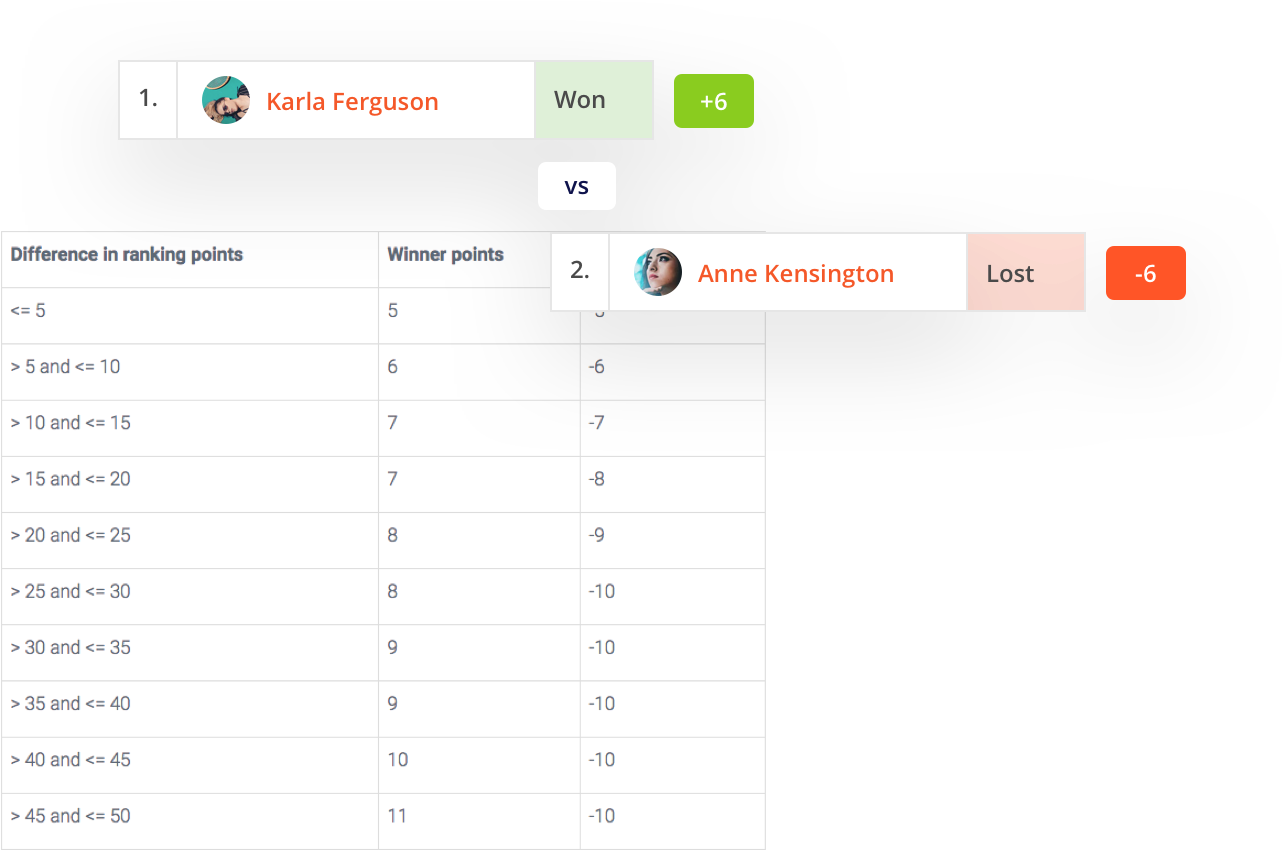 1. Karla Ferguson Won +6
vs
Difference in ranking points Winner points
2. Anne Kensington Lost -6
<= 5 5
> 5 and <= 10 6 -6
> 10 and <= 15 7 -7
> 15 and <= 20 7 -8
> 20 and <= 25 8 -9
> 25 and <= 30 8 -10
> 30 and <= 35 9 -10
> 35 and <= 40 9 -10
> 40 and <= 45 10 -10
> 45 and <= 50 11 -10